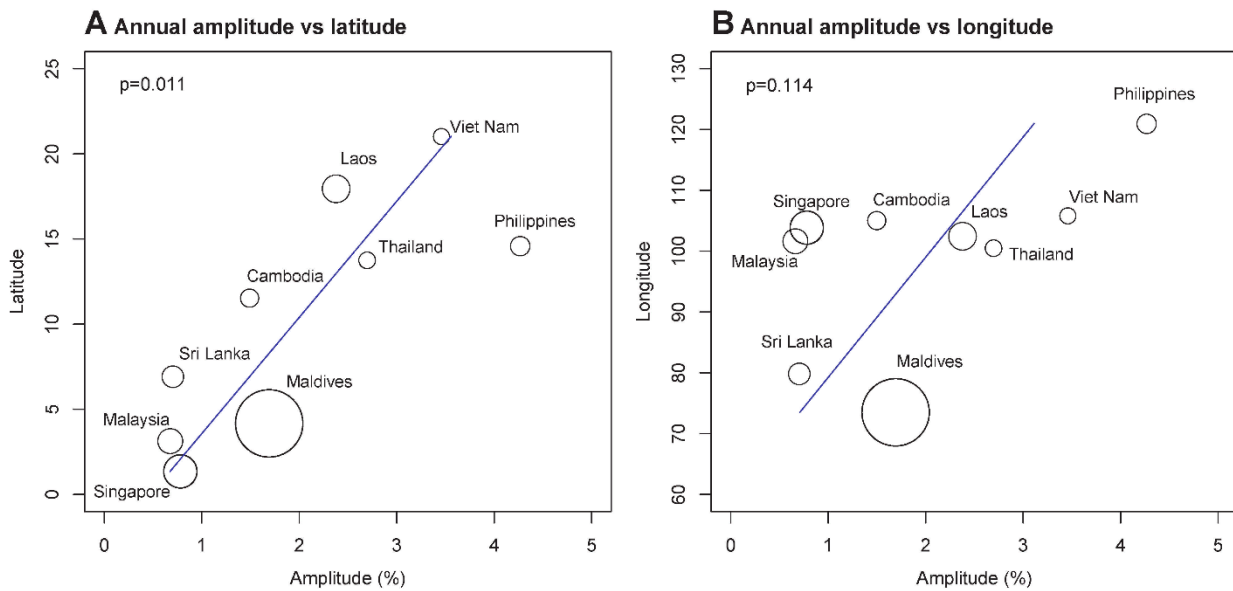 A Annual amplitude vs latitude
p=0.011
25
20
15
10
5
0
Latitude
Viet Nam
Laos
Philippines
Thailand
Cambodia
Sri Lanka
Maldives
Malaysia
Singapore
0 1 2 3 4 5
Amplitude (%)
B Annual amplitude vs longitude
p=0.114
130
120
110
100
90
80
70
60
Longitude
Philippines
Singapore
Cambodia
Viet Nam
Laos
Malaysia
Thailand
Sri Lanka
Maldives
0 1 2 3 4 5
Amplitude (%)